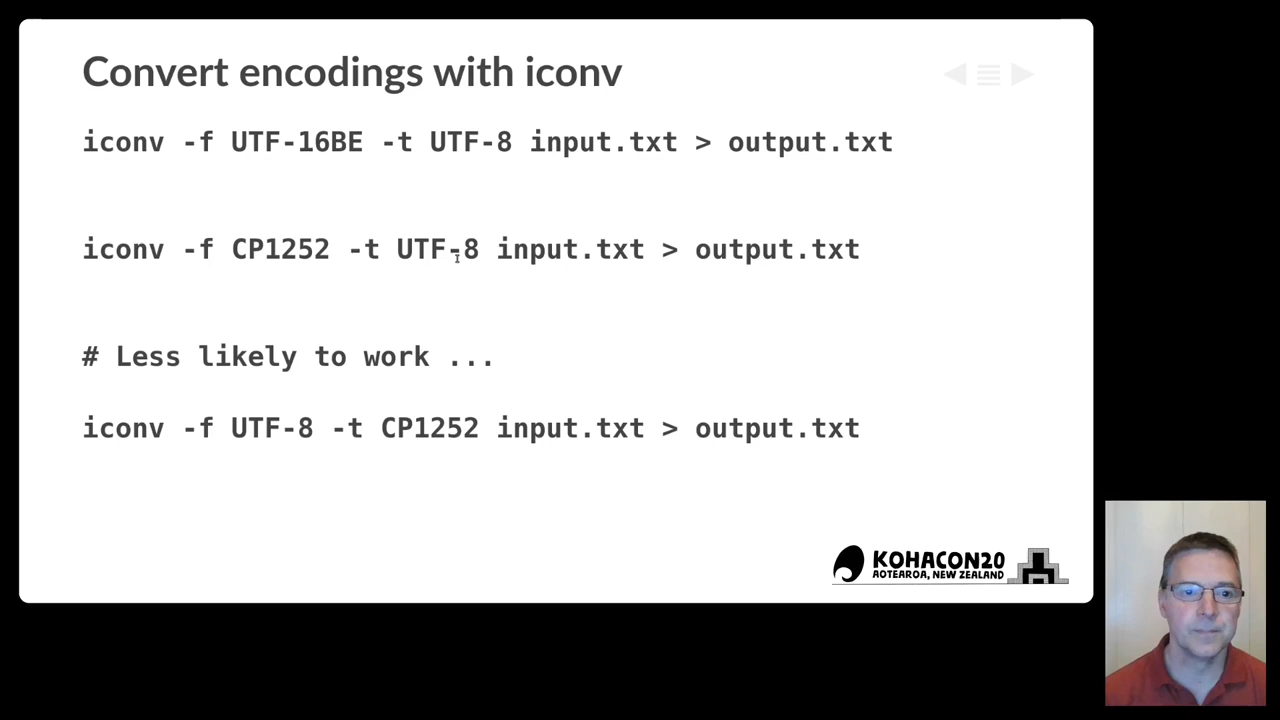 Convert encodings with iconv
iconv -f UTF-16BE -t UTF-8 input.txt > output.txt
iconv -f CP1252 -t UTF-8 input.txt > output.txt
# Less likely to work ...
iconv -f UTF-8 -t CP1252 input.txt > output.txt
KOHACON20
AOTEAROA, NEW ZEALAND